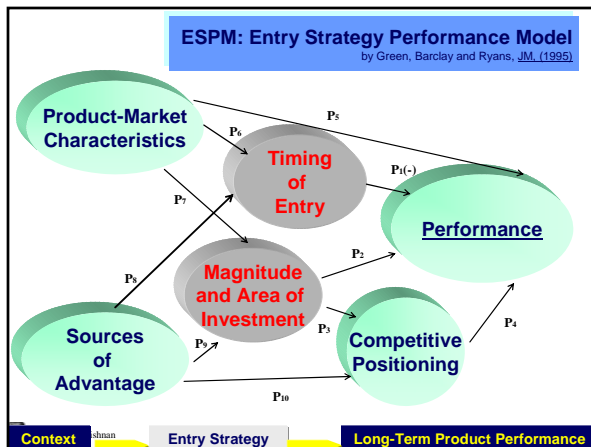 ESPM: Entry Strategy Performance Model
by Green, Barclay and Ryans, JM, (1995)
Product-Market
Characteristics
P5
P6
Timing
of
Entry
P1(-)
P7
Performance
P8
Magnitude
and Area of
Investment
P2
P3
Sources
of
Advantage
P9
Competitive
Positioning
P4
P10
Context
Entry Strategy
Long-Term Product Performance